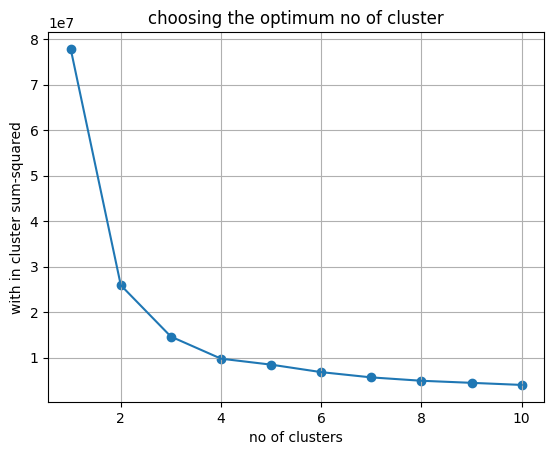 choosing the optimum no of cluster
1e7
8
7
6
5
4
3
2
1
with in cluster sum-squared
2 4 6 8 10
no of clusters